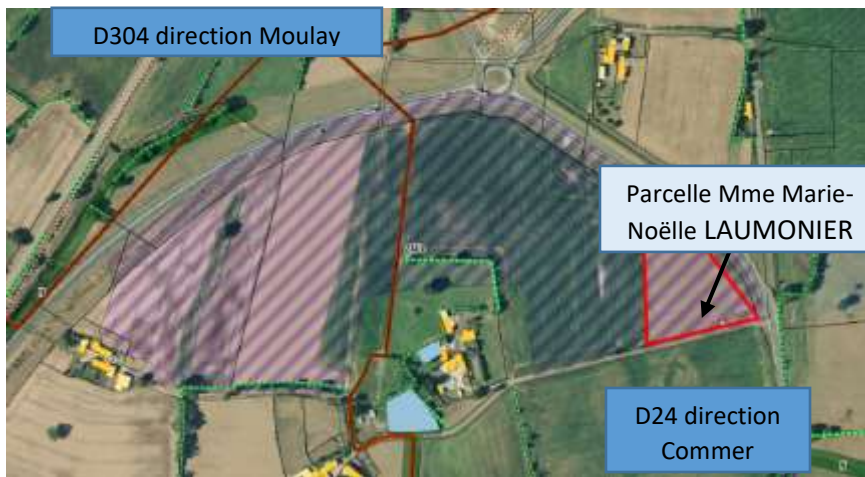 D304 direction Moulay
Parcelle Mme Marie-
Noëlle LAUMONIER
D24 direction
Commer